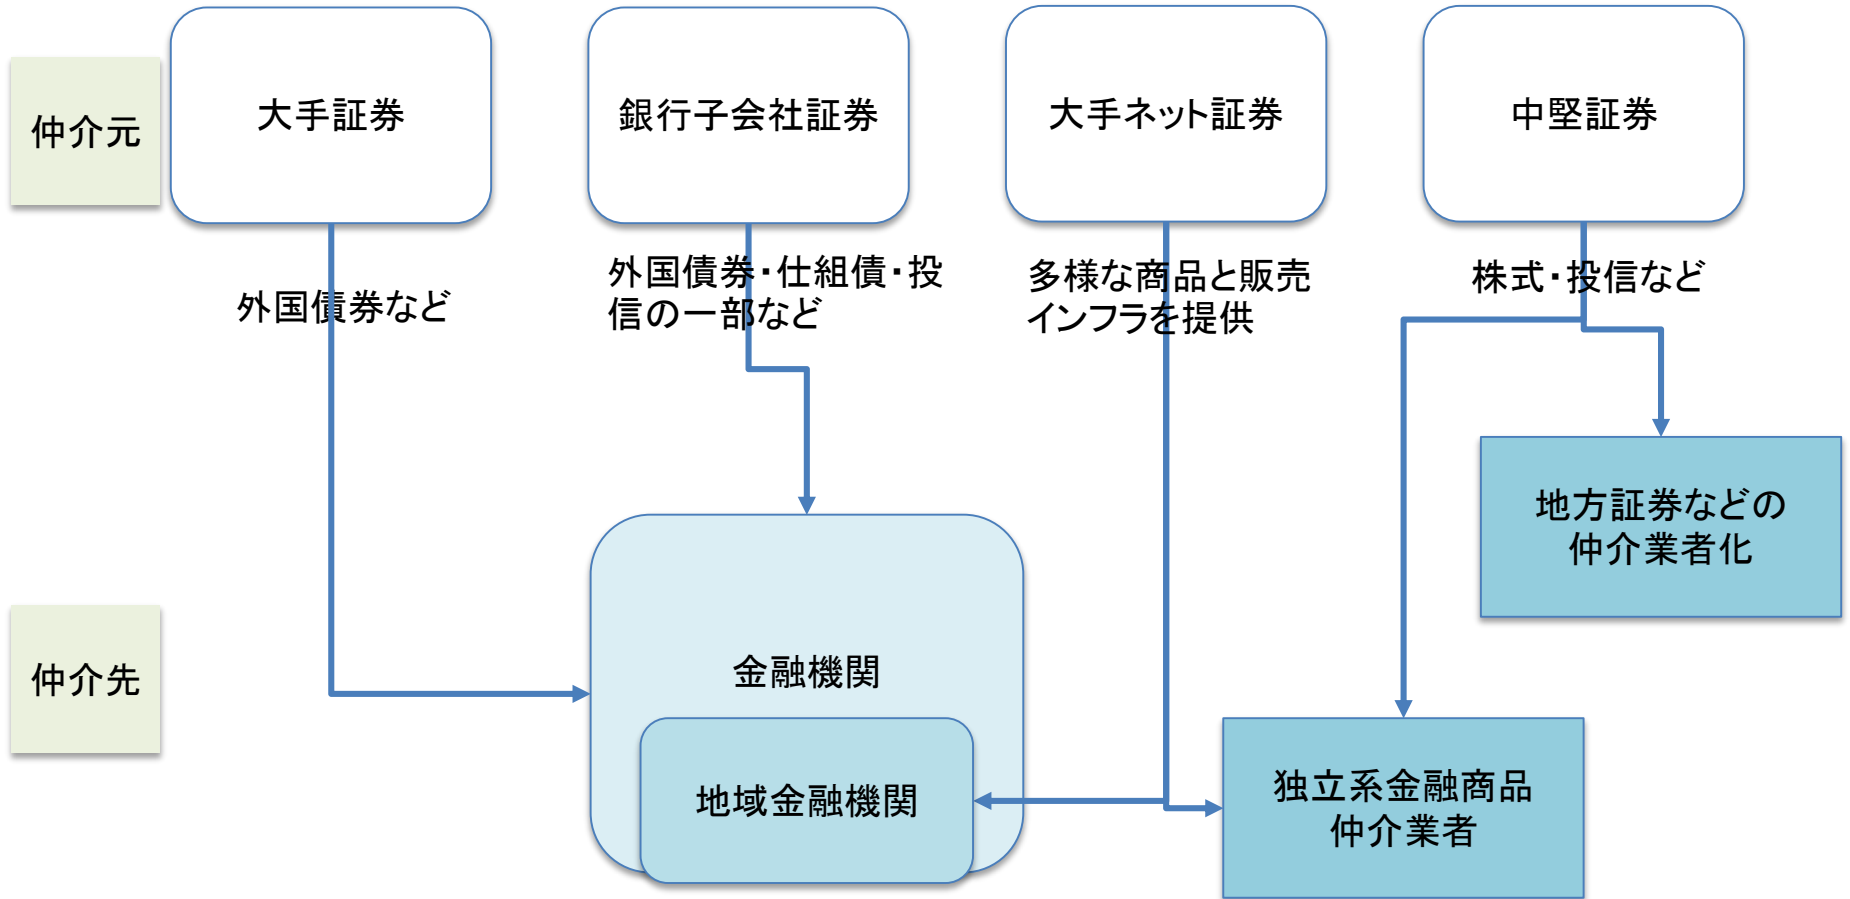 仲介元
大手証券
銀行子会社証券
大手ネット証券
中堅証券
外国債券など
外国債券・仕組債・投
信の一部など
多様な商品と販売
インフラを提供
株式・投信など
地方証券などの
仲介業者化
仲介先
金融機関
地域金融機関
独立系金融商品
仲介業者